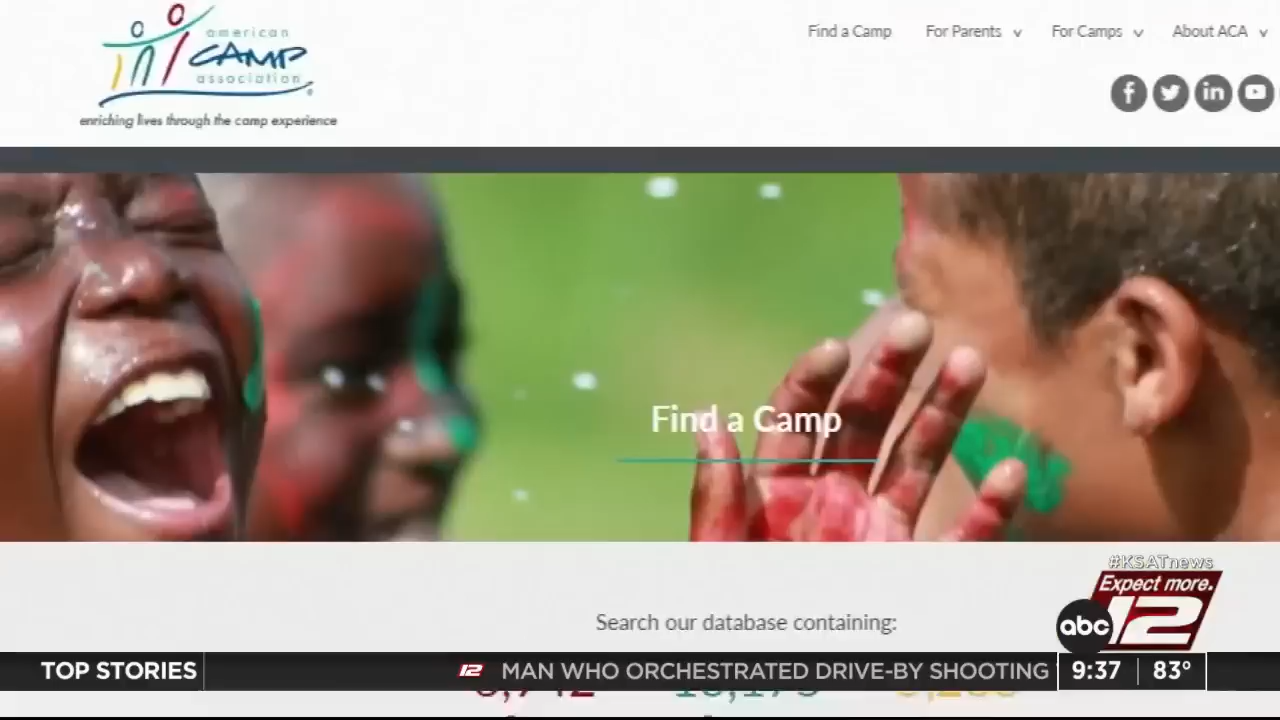 american
CAMP
association
enriching lives through the camp experience
Find a Camp
For Parents
For Camps
About ACA
Find a Camp
Search our database containing:
#KSATnews
Expect more.
abc 12
TOP STORIES
12 MAN WHO ORCHESTRATED DRIVE-BY SHOOTING
9:37
83°